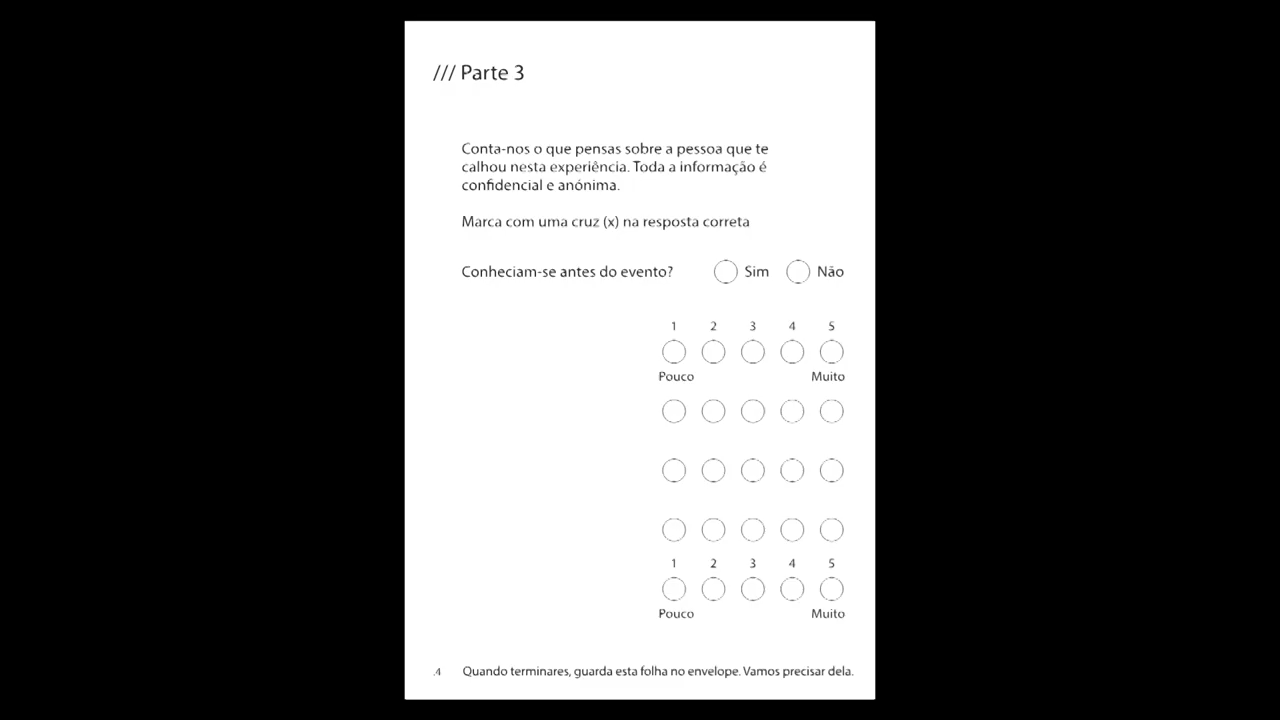 /// Parte 3
Conta-nos o que pensas sobre a pessoa que te
calhou nesta experiência. Toda a informação é
confidencial e anónima.
Marca com uma cruz (x) na resposta correta
Conheciam-se antes do evento? Sim Não
1 2 3 4 5
Pouco Muito
1 2 3 4 5
Pouco Muito
.4 Quando terminares, guarda esta folha no envelope. Vamos precisar dela.